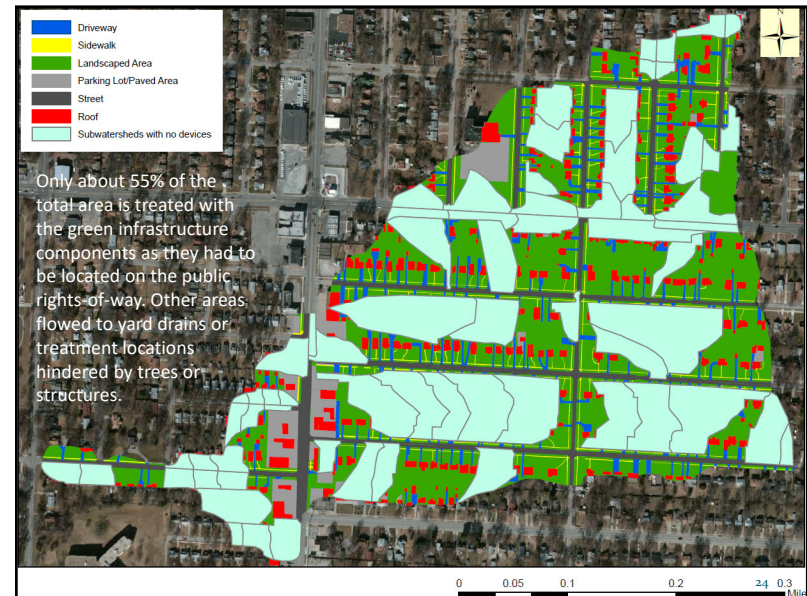 Driveway
Sidewalk
Landscaped Area
Parking Lot/Paved Area
Street
Roof
Subwatersheds with no devices
N
Only about 55% of the
total area is treated with
the green infrastructure
components as they had to
be located on the public
rights-of-way. Other areas
flowed to yard drains or
treatment locations
hindered by trees or
structures.
0 0.05 0.1 0.2 24 0.3
Mile